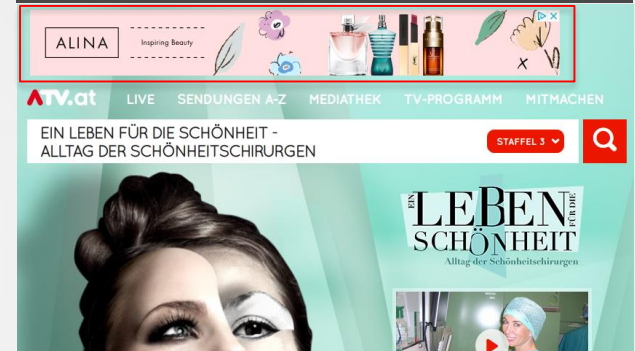 ALINA
Inspiring Beauty
ATV.at LIVE SENDUNGEN A-Z MEDIATHEK TV-PROGRAMM MITMACHEN
EIN LEBEN FÜR DIE SCHÖNHEIT -
ALLTAG DER SCHÖNHEITSCHIRURGEN
STAFFEL 3
EIN LEBEN FÜR DIE
SCHÖNHEIT
Alltag der Schönheitschirurgen